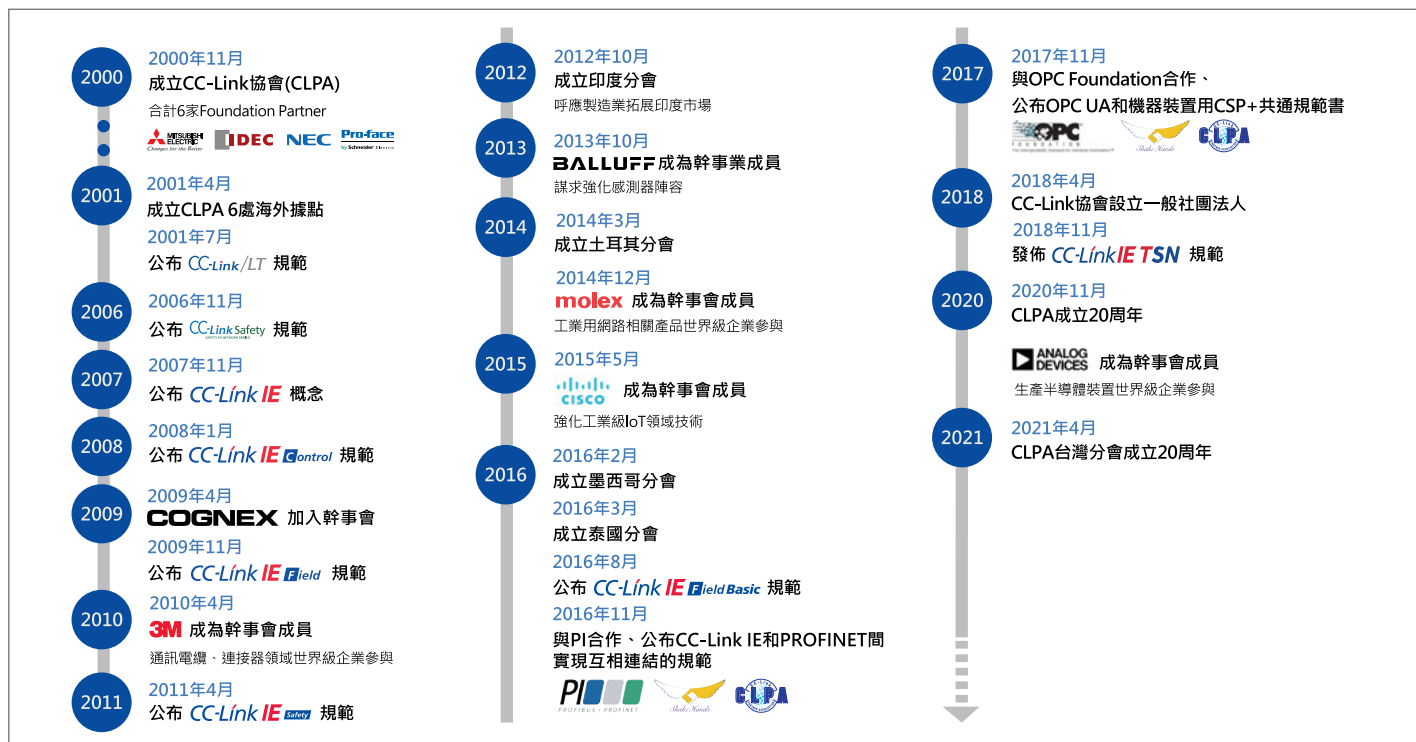 2000
2000年11月
成立CC-Link協會(CLPA)
合計6家Foundation Partner
MITSUBISHI ELECTRIC
Changes for the Better
IDEC
NEC
Pro-face
by Schneider Electric
2001
2001年4月
成立CLPA 6處海外據點
2001年7月
公布 CC-Link/LT 規範
2006
2006年11月
公布 CC-Link Safety 規範
2007
2007年11月
公布 CC-Link IE 概念
2008
2008年1月
公布 CC-Link IE Control 規範
2009
2009年4月
COGNEX 加入幹事會
2009年11月
公布 CC-Link IE Field 規範
2010
2010年4月
3M 成為幹事會成員
通訊電纜、連接器領域世界級企業參與
2011
2011年4月
公布 CC-Link IE Safety 規範
2012
2012年10月
成立印度分會
呼應製造業拓展印度市場
2013
2013年10月
BALLUFF 成為幹事業成員
謀求強化感測器陣容
2014
2014年3月
成立土耳其分會
2014年12月
molex 成為幹事會成員
工業用網路相關產品世界級企業參與
2015
2015年5月
CISCO 成為幹事會成員
強化工業級IoT領域技術
2016
2016年2月
成立墨西哥分會
2016年3月
成立泰國分會
2016年8月
公布 CC-Link IE Field Basic 規範
2016年11月
與PI合作、公布CC-Link IE和PROFINET間
實現互相連結的規範
PI
PROFIBUS · PROFINET
Shake Hands
CLPA
2017
2017年11月
與OPC Foundation合作、
公布OPC UA和機器裝置用CSP+共通規範書
OPC
FOUNDATION
Shake Hands
CLPA
2018
2018年4月
CC-Link協會設立一般社團法人
2018年11月
發佈 CC-Link IE TSN 規範
2020
2020年11月
CLPA成立20周年
ANALOG DEVICES 成為幹事會成員
生產半導體裝置世界級企業參與
2021
2021年4月
CLPA台灣分會成立20周年